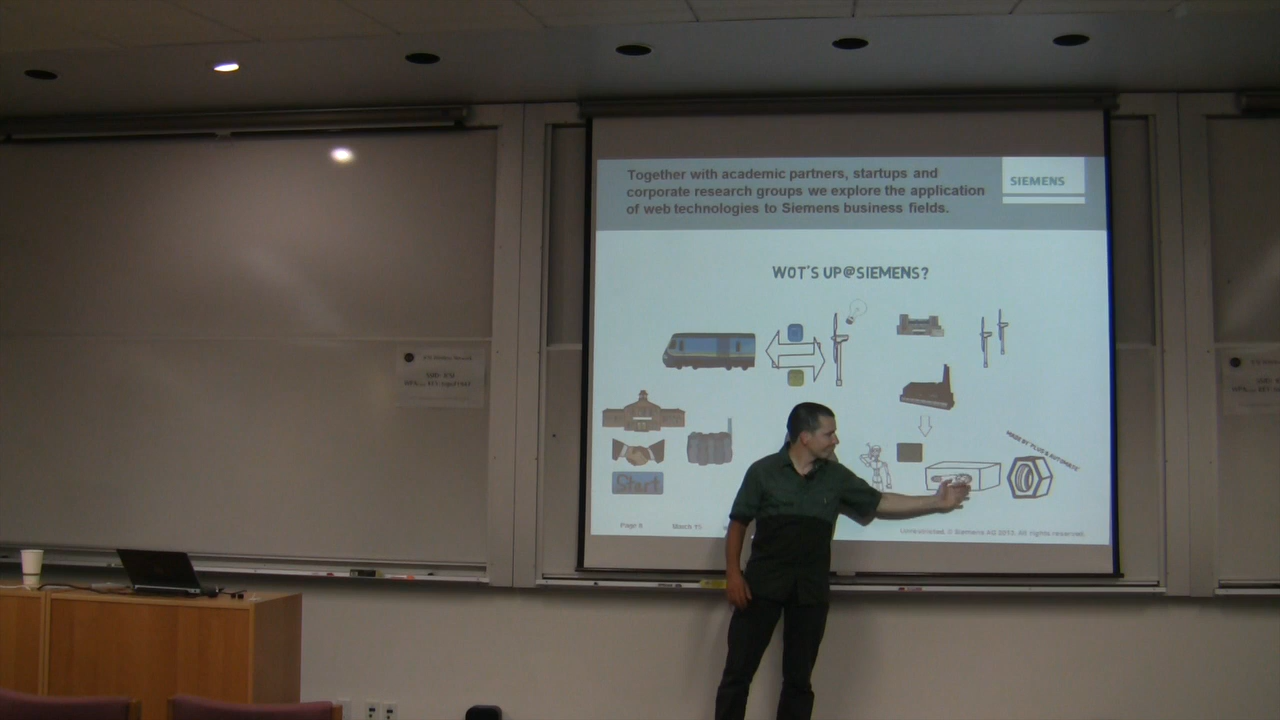 Together with academic partners, startups and
corporate research groups we explore the application
of web technologies to Siemens business fields.
SIEMENS
WOT'S UP@SIEMENS?
MADE BY "PLUG & AUTOMATE"
Start
Page 6
March 15
Unrestricted. © Siemens AG 2013. All rights reserved.